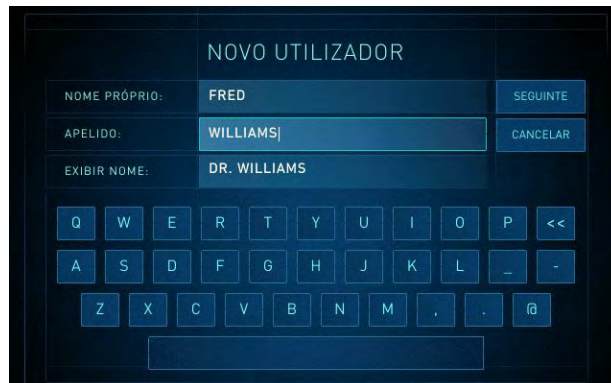 NOVO UTILIZADOR
NOME PRÓPRIO: FRED SEGUINTE
APELIDO: WILLIAMS CANCELAR
EXIBIR NOME: DR. WILLIAMS
Q W E R T Y U I O P <<
A S D F G H J K L _ -
Z X C V B N M , . @